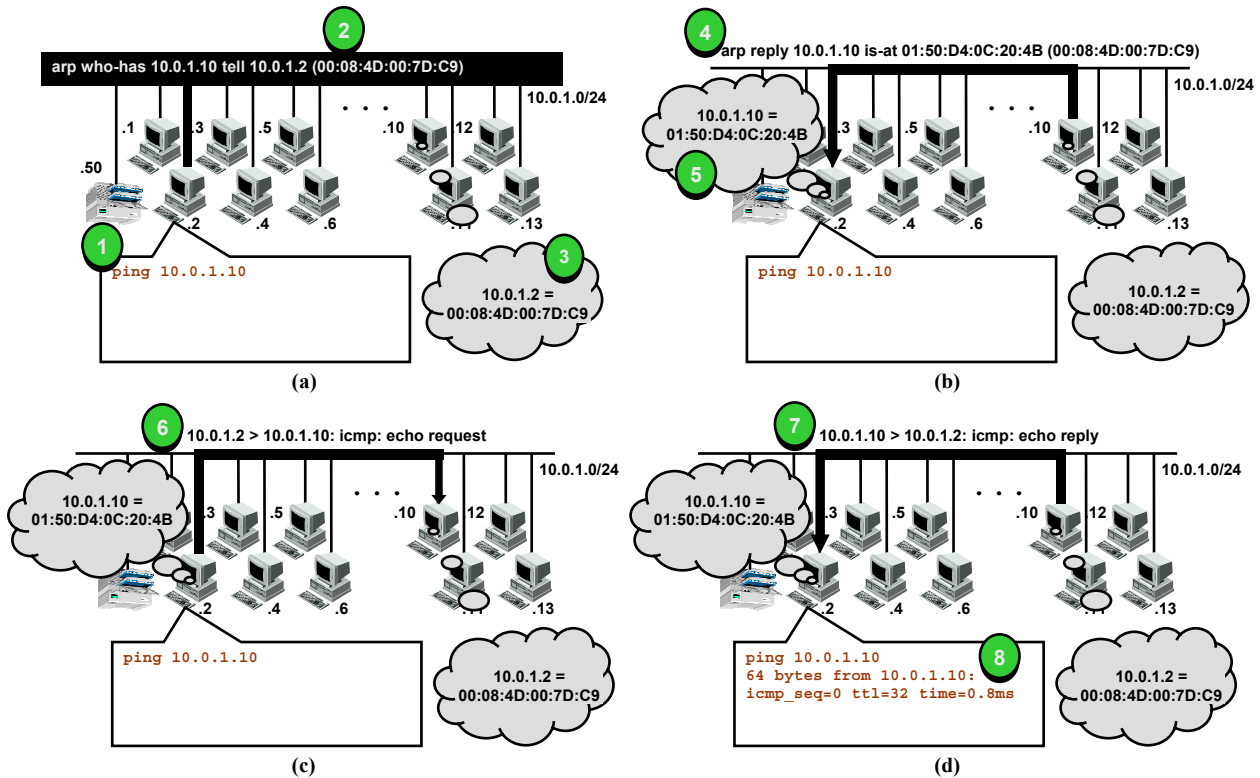 2
arp who-has 10.0.1.10 tell 10.0.1.2 (00:08:4D:00:7D:C9)
10.0.1.0/24
. . .
.1
.3
.5
.10
.12
.50
.2
.4
.6
.13
1
ping 10.0.1.10
3
10.0.1.2 =
00:08:4D:00:7D:C9
(a)
4
arp reply 10.0.1.10 is-at 01:50:D4:0C:20:4B (00:08:4D:00:7D:C9)
10.0.1.0/24
. . .
10.0.1.10 =
01:50:D4:0C:20:4B
.3
.5
.10
.12
5
.2
.4
.6
.13
ping 10.0.1.10
10.0.1.2 =
00:08:4D:00:7D:C9
(b)
6
10.0.1.2 > 10.0.1.10: icmp: echo request
10.0.1.0/24
. . .
10.0.1.10 =
01:50:D4:0C:20:4B
.3
.5
.10
.12
.2
.4
.6
.13
ping 10.0.1.10
10.0.1.2 =
00:08:4D:00:7D:C9
(c)
7
10.0.1.10 > 10.0.1.2: icmp: echo reply
10.0.1.0/24
. . .
10.0.1.10 =
01:50:D4:0C:20:4B
.3
.5
.10
.12
.2
.4
.6
.13
8
ping 10.0.1.10
64 bytes from 10.0.1.10:
icmp_seq=0 ttl=32 time=0.8ms
10.0.1.2 =
00:08:4D:00:7D:C9
(d)